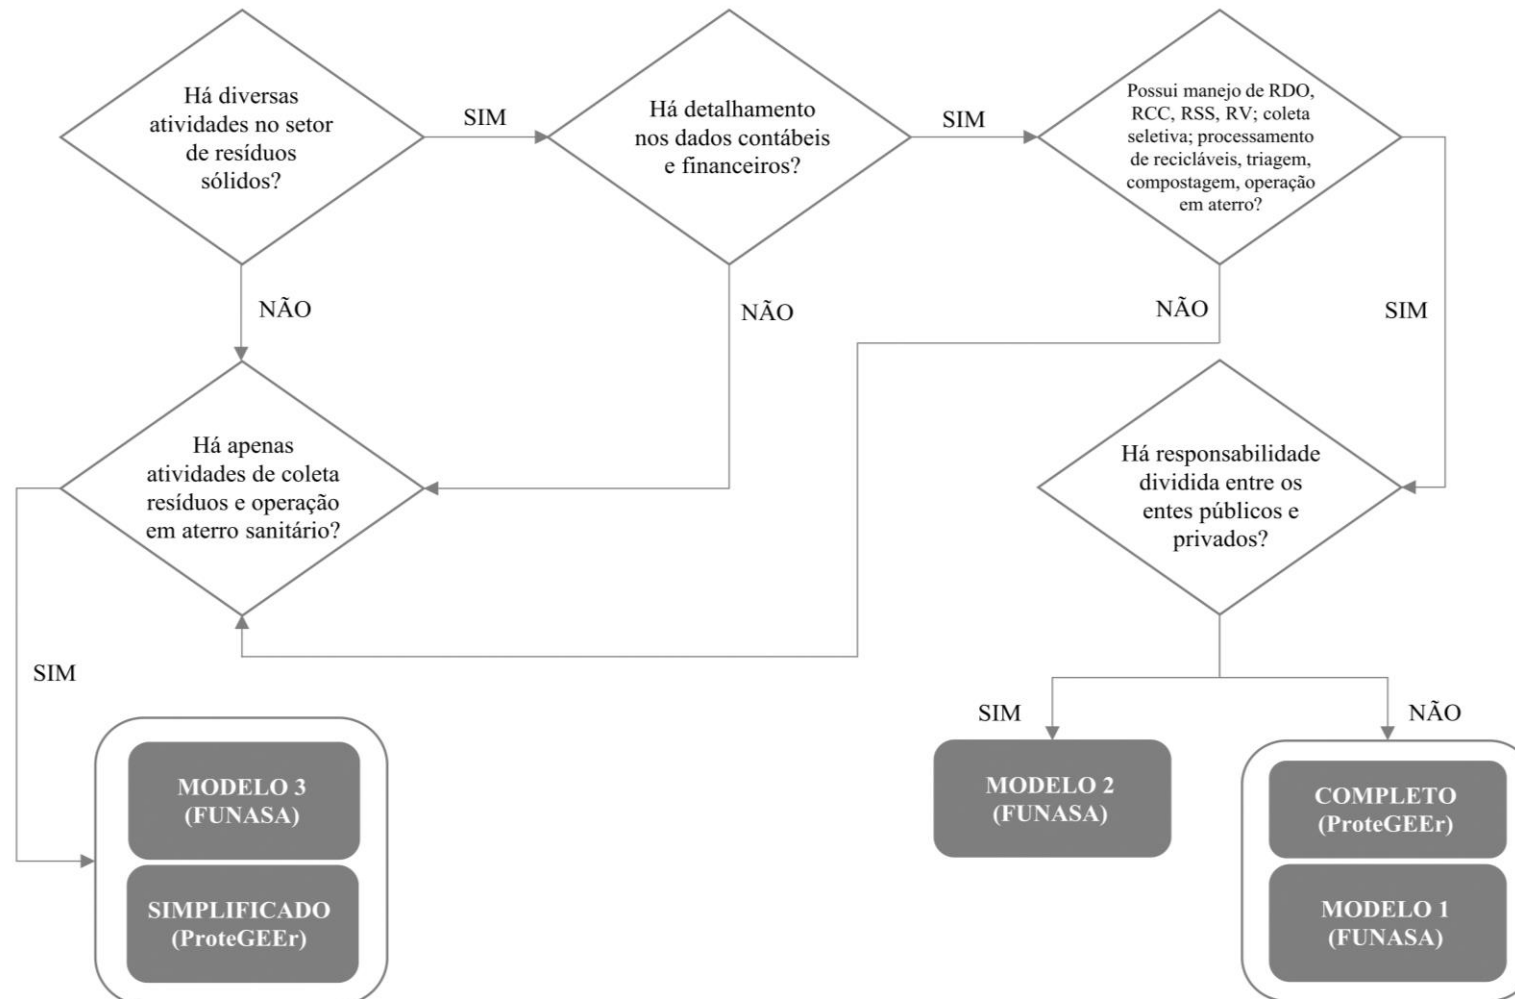 Há diversas
atividades no setor
de resíduos
sólidos?
SIM
Há detalhamento
nos dados contábeis
e financeiros?
SIM
Possui manejo de RDO,
RCC, RSS, RV; coleta
seletiva; processamento
de recicláveis, triagem,
compostagem, operação
em aterro?
NÃO
NÃO
NÃO
SIM
Há apenas
atividades de coleta
resíduos e operação
em aterro sanitário?
Há responsabilidade
dividida entre os
entes públicos e
privados?
SIM
SIM
NÃO
MODELO 3
(FUNASA)
SIMPLIFICADO
(ProteGEEr)
MODELO 2
(FUNASA)
COMPLETO
(ProteGEEr)
MODELO 1
(FUNASA)